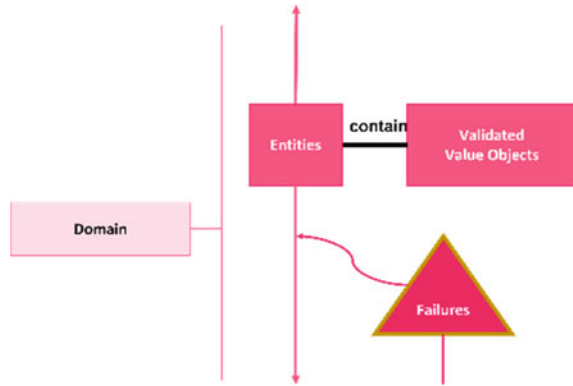 contain
Entities
Validated
Value Objects
Domain
Failures